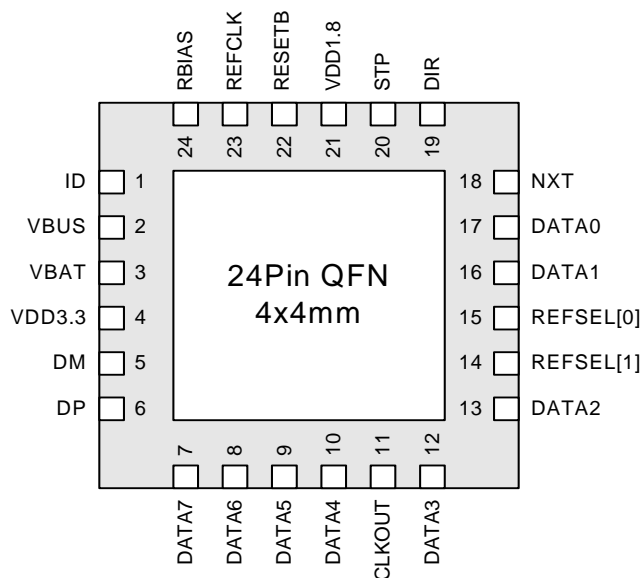 RBIAS
REFCLK
RESETB
VDD1.8
STP
DIR
24
23
22
21
20
19
ID 1
VBUS 2
VBAT 3
VDD3.3 4
DM 5
DP 6
24Pin QFN
4x4mm
18 NXT
17 DATA0
16 DATA1
15 REFSEL[0]
14 REFSEL[1]
13 DATA2
7
8
9
10
11
12
DATA7
DATA6
DATA5
DATA4
CLKOUT
DATA3